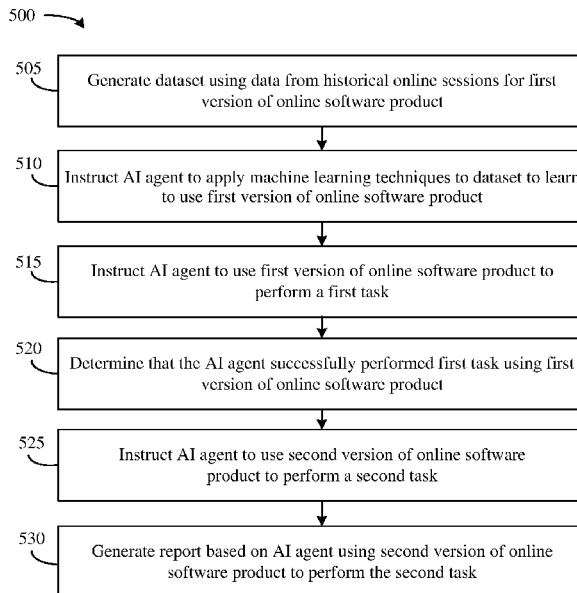 500
505
Generate dataset using data from historical online sessions for first
version of online software product
510
Instruct AI agent to apply machine learning techniques to dataset to learn
to use first version of online software product
515
Instruct AI agent to use first version of online software product to
perform a first task
520
Determine that the AI agent successfully performed first task using first
version of online software product
525
Instruct AI agent to use second version of online software
product to perform a second task
530
Generate report based on AI agent using second version of online
software product to perform the second task